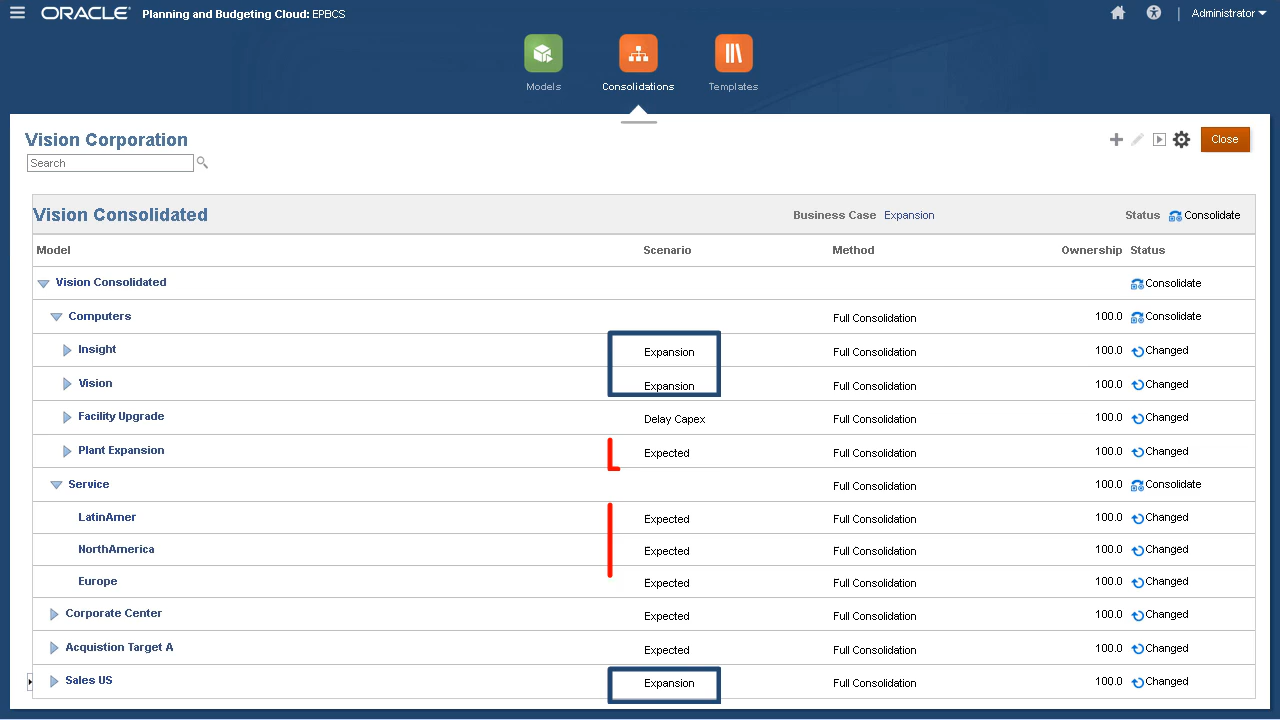 ORACLE® Planning and Budgeting Cloud: EPBCS Administrator
Models Consolidations Templates
Vision Corporation
Close
Search
Vision Consolidated Business Case Expansion Status Consolidate
Model Scenario Method Ownership Status
Vision Consolidated Consolidate
Computers Full Consolidation 100.0 Consolidate
Insight Expansion Full Consolidation 100.0 Changed
Vision Expansion Full Consolidation 100.0 Changed
Facility Upgrade Delay Capex Full Consolidation 100.0 Changed
Plant Expansion Expected Full Consolidation 100.0 Changed
Service Full Consolidation 100.0 Consolidate
LatinAmer Expected Full Consolidation 100.0 Changed
NorthAmerica Expected Full Consolidation 100.0 Changed
Europe Expected Full Consolidation 100.0 Changed
Corporate Center Expected Full Consolidation 100.0 Changed
Acquistion Target A Expected Full Consolidation 100.0 Changed
Sales US Expansion Full Consolidation 100.0 Changed